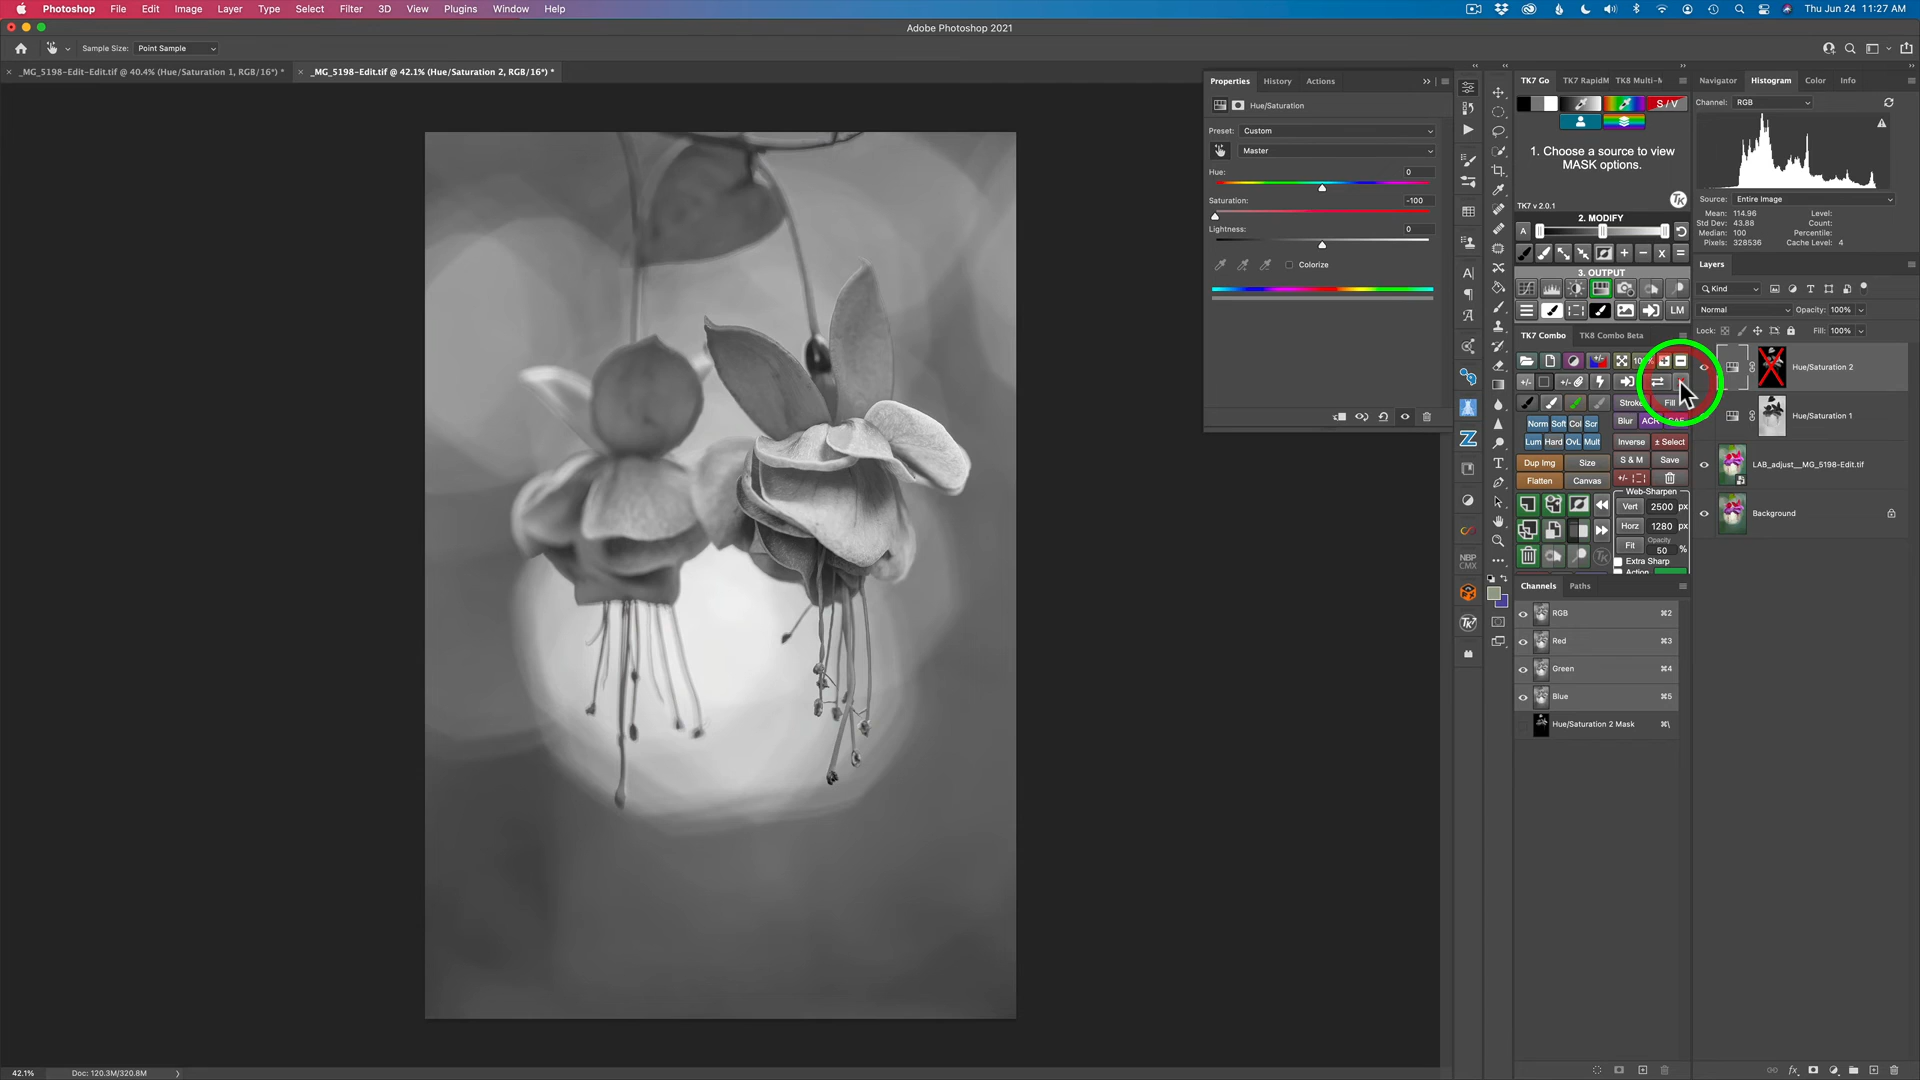 Photoshop File Edit Image Layer Type Select Filter 3D View Plugins Window Help
Thu Jun 24 11:27 AM
Adobe Photoshop 2021
Sample Size: Point Sample
× _MG_5198-Edit-Edit.tif @ 40.4% (Hue/Saturation 1, RGB/16*) *
× _MG_5198-Edit.tif @ 42.1% (Hue/Saturation 2, RGB/16*) *
Properties History Actions
Hue/Saturation
Preset: Custom
Master
Hue: 0
Saturation: -100
Lightness: 0
Colorize
TK7 Go TK7 RapidM TK8 Multi-M
S / V
1. Choose a source to view
MASK options.
TK7 v 2.0.1
TK
2. MODIFY
A
3. OUTPUT
LM
TK7 Combo TK8 Combo Beta
Stroke Fill
Norm Soft Col Scr
Blur
Lum Hard OvL Mult
Inverse ± Select
Dup Img Size
S & M Save
Flatten Canvas
Web-Sharpen
Vert 2500 px
Horz 1280 px
Fit Opacity
50 %
Extra Sharp
Action
Channels Paths
RGB ⌘2
Red ⌘3
Green ⌘4
Blue ⌘5
Hue/Saturation 2 Mask ⌘\
NBP
CMX
TK7
Navigator Histogram Color Info
Channel: RGB
Source: Entire Image
Mean: 114.96 Level:
Std Dev: 43.88 Count:
Median: 100 Percentile:
Pixels: 328536 Cache Level: 4
Layers
Kind
Normal Opacity: 100%
Lock: Fill: 100%
Hue/Saturation 2
Hue/Saturation 1
LAB_adjust__MG_5198-Edit.tif
Background
42.1% Doc: 120.3M/320.8M